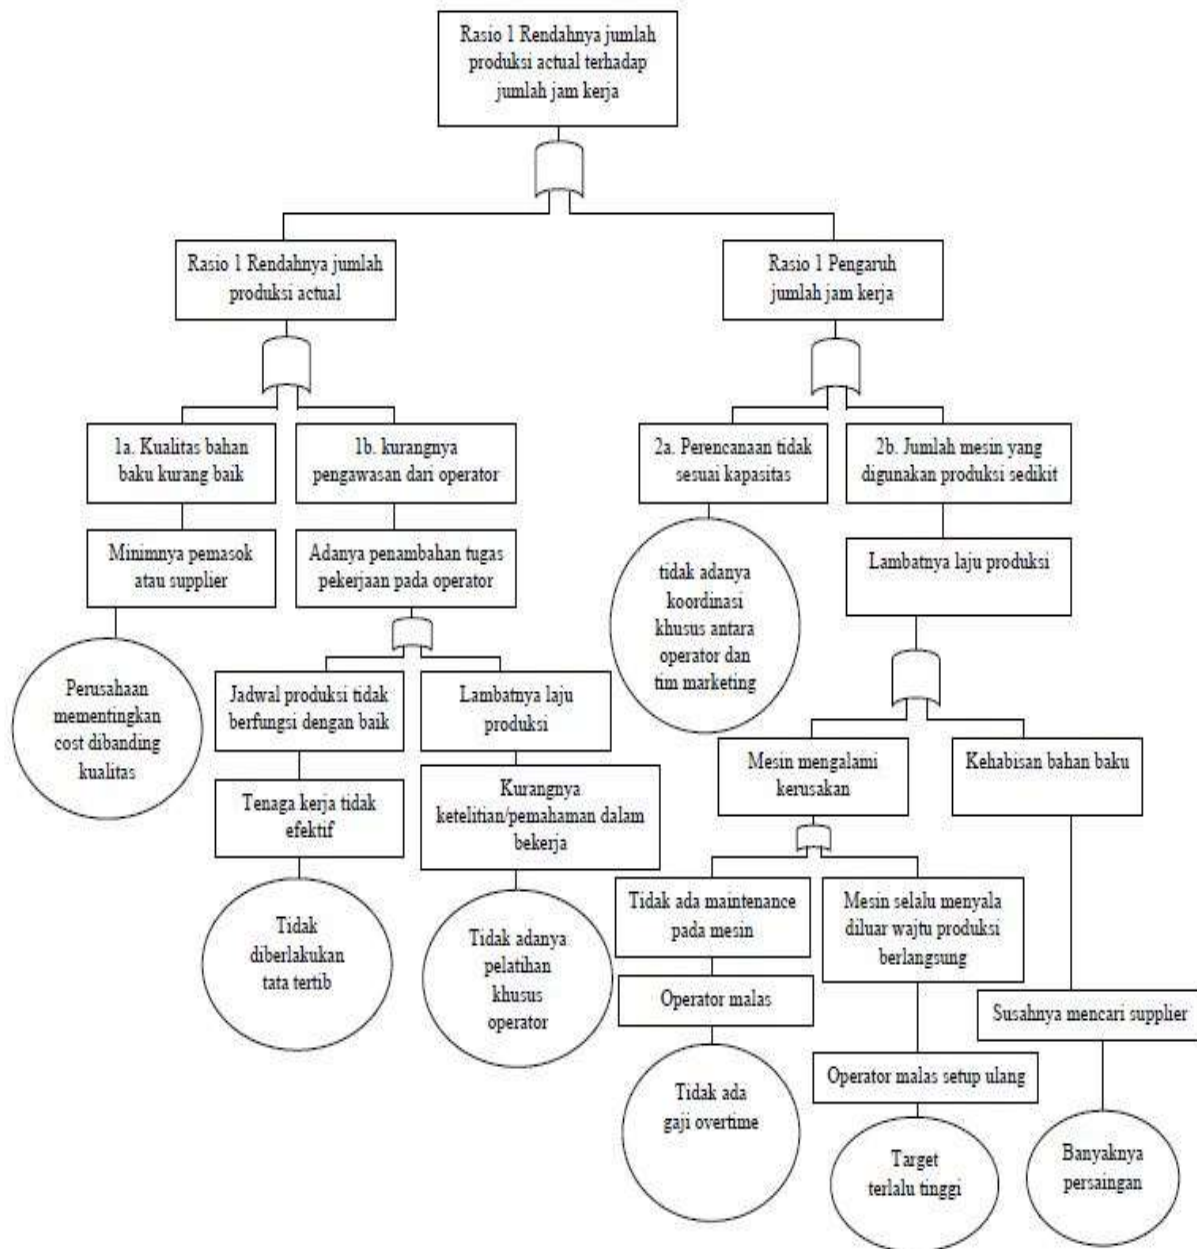 Rasio 1 Rendahnya jumlah
produksi actual terhadap
jumlah jam kerja
Rasio 1 Rendahnya jumlah
produksi actual
Rasio 1 Pengaruh
jumlah jam kerja
1a. Kualitas bahan
baku kurang baik
1b. kurangnya
pengawasan dari operator
2a. Perencanaan tidak
sesuai kapasitas
2b. Jumlah mesin yang
digunakan produksi sedikit
Minimnya pemasok
atau supplier
Adanya penambahan tugas
pekerjaan pada operator
tidak adanya
koordinasi
khusus antara
operator dan
tim marketing
Lambatnya laju produksi
Perusahaan
mementingkan
cost dibanding
kualitas
Jadwal produksi tidak
berfungsi dengan baik
Lambatnya laju
produksi
Mesin mengalami
kerusakan
Kehabisan bahan baku
Tenaga kerja tidak
efektif
Kurangnya
ketelitian/pemahaman dalam
bekerja
Tidak ada maintenance
pada mesin
Mesin selalu menyala
diluar wajtu produksi
berlangsung
Tidak
diberlakukan
tata tertib
Tidak adanya
pelatihan
khusus
operator
Operator malas
Susahnya mencari supplier
Operator malas setup ulang
Tidak ada
gaji overtime
Target
terlalu tinggi
Banyaknya
persaingan